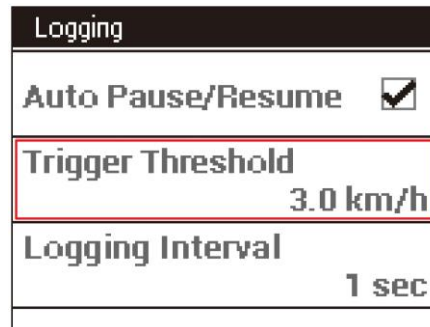 Logging
Auto Pause/Resume
Trigger Threshold
3.0 km/h
Logging Interval
1 sec